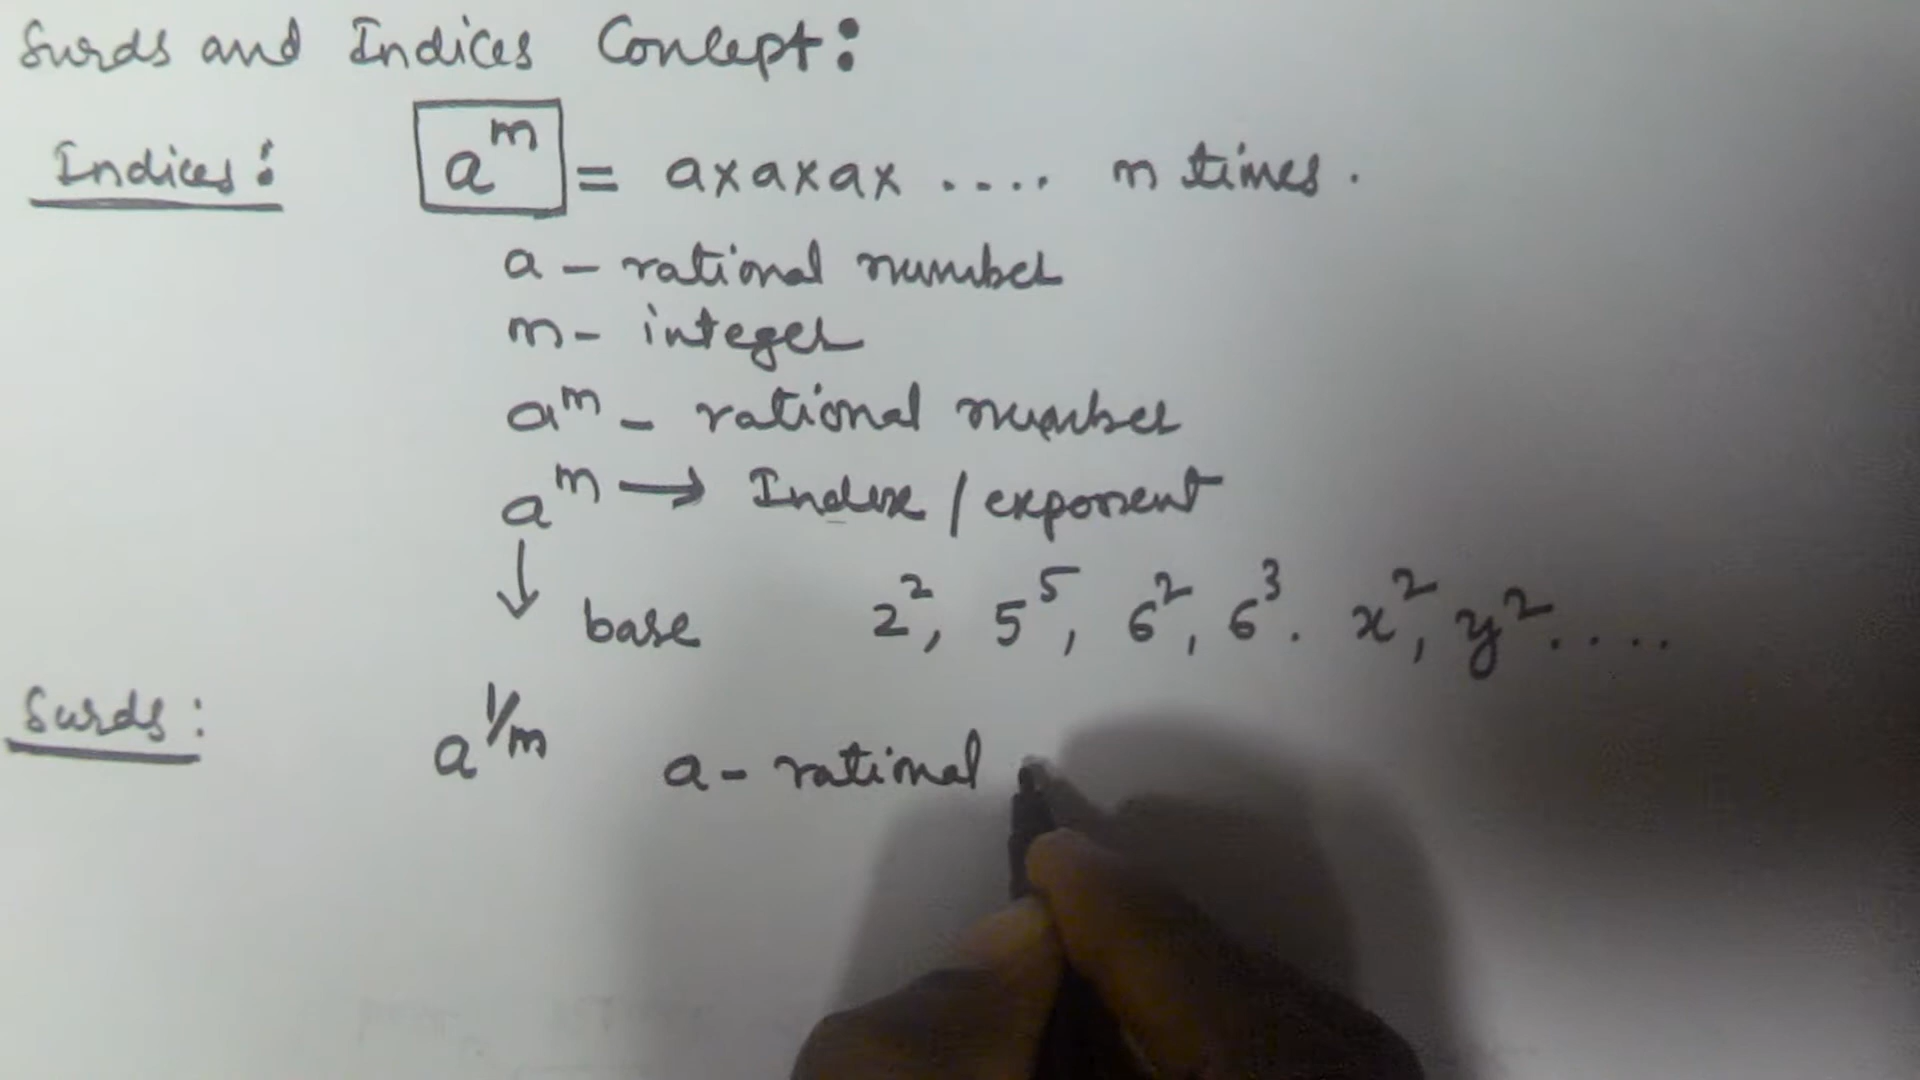 Surds and Indices Concept:
Indices: a^m = a×a×a× .... m times.
a – rational number
m – integer
a^m – rational number
a^m → Index / exponent
↓ base 2^2, 5^5, 6^2, 6^3. x^2, y^2.....
Surds: a^1/m a – rational